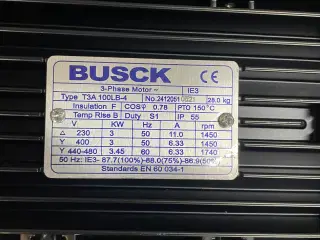 BUSCK CE
3-Phase Motor ~ IE3
Type T3A 100LB-4 No.241205110821 28.0 kg
Insulation F COSφ 0.78 PTO 150°C
Temp Rise B Duty S1 IP 55
V KW Hz A rpm
Δ 230 3 50 11.0 1450
Y 400 3 50 6.33 1450
Y 440-480 3.45 60 6.33 1740
50 Hz: IE3- 87.7(100%)-88.0(75%)-86.9(50%)
Standards EN 60 034-1